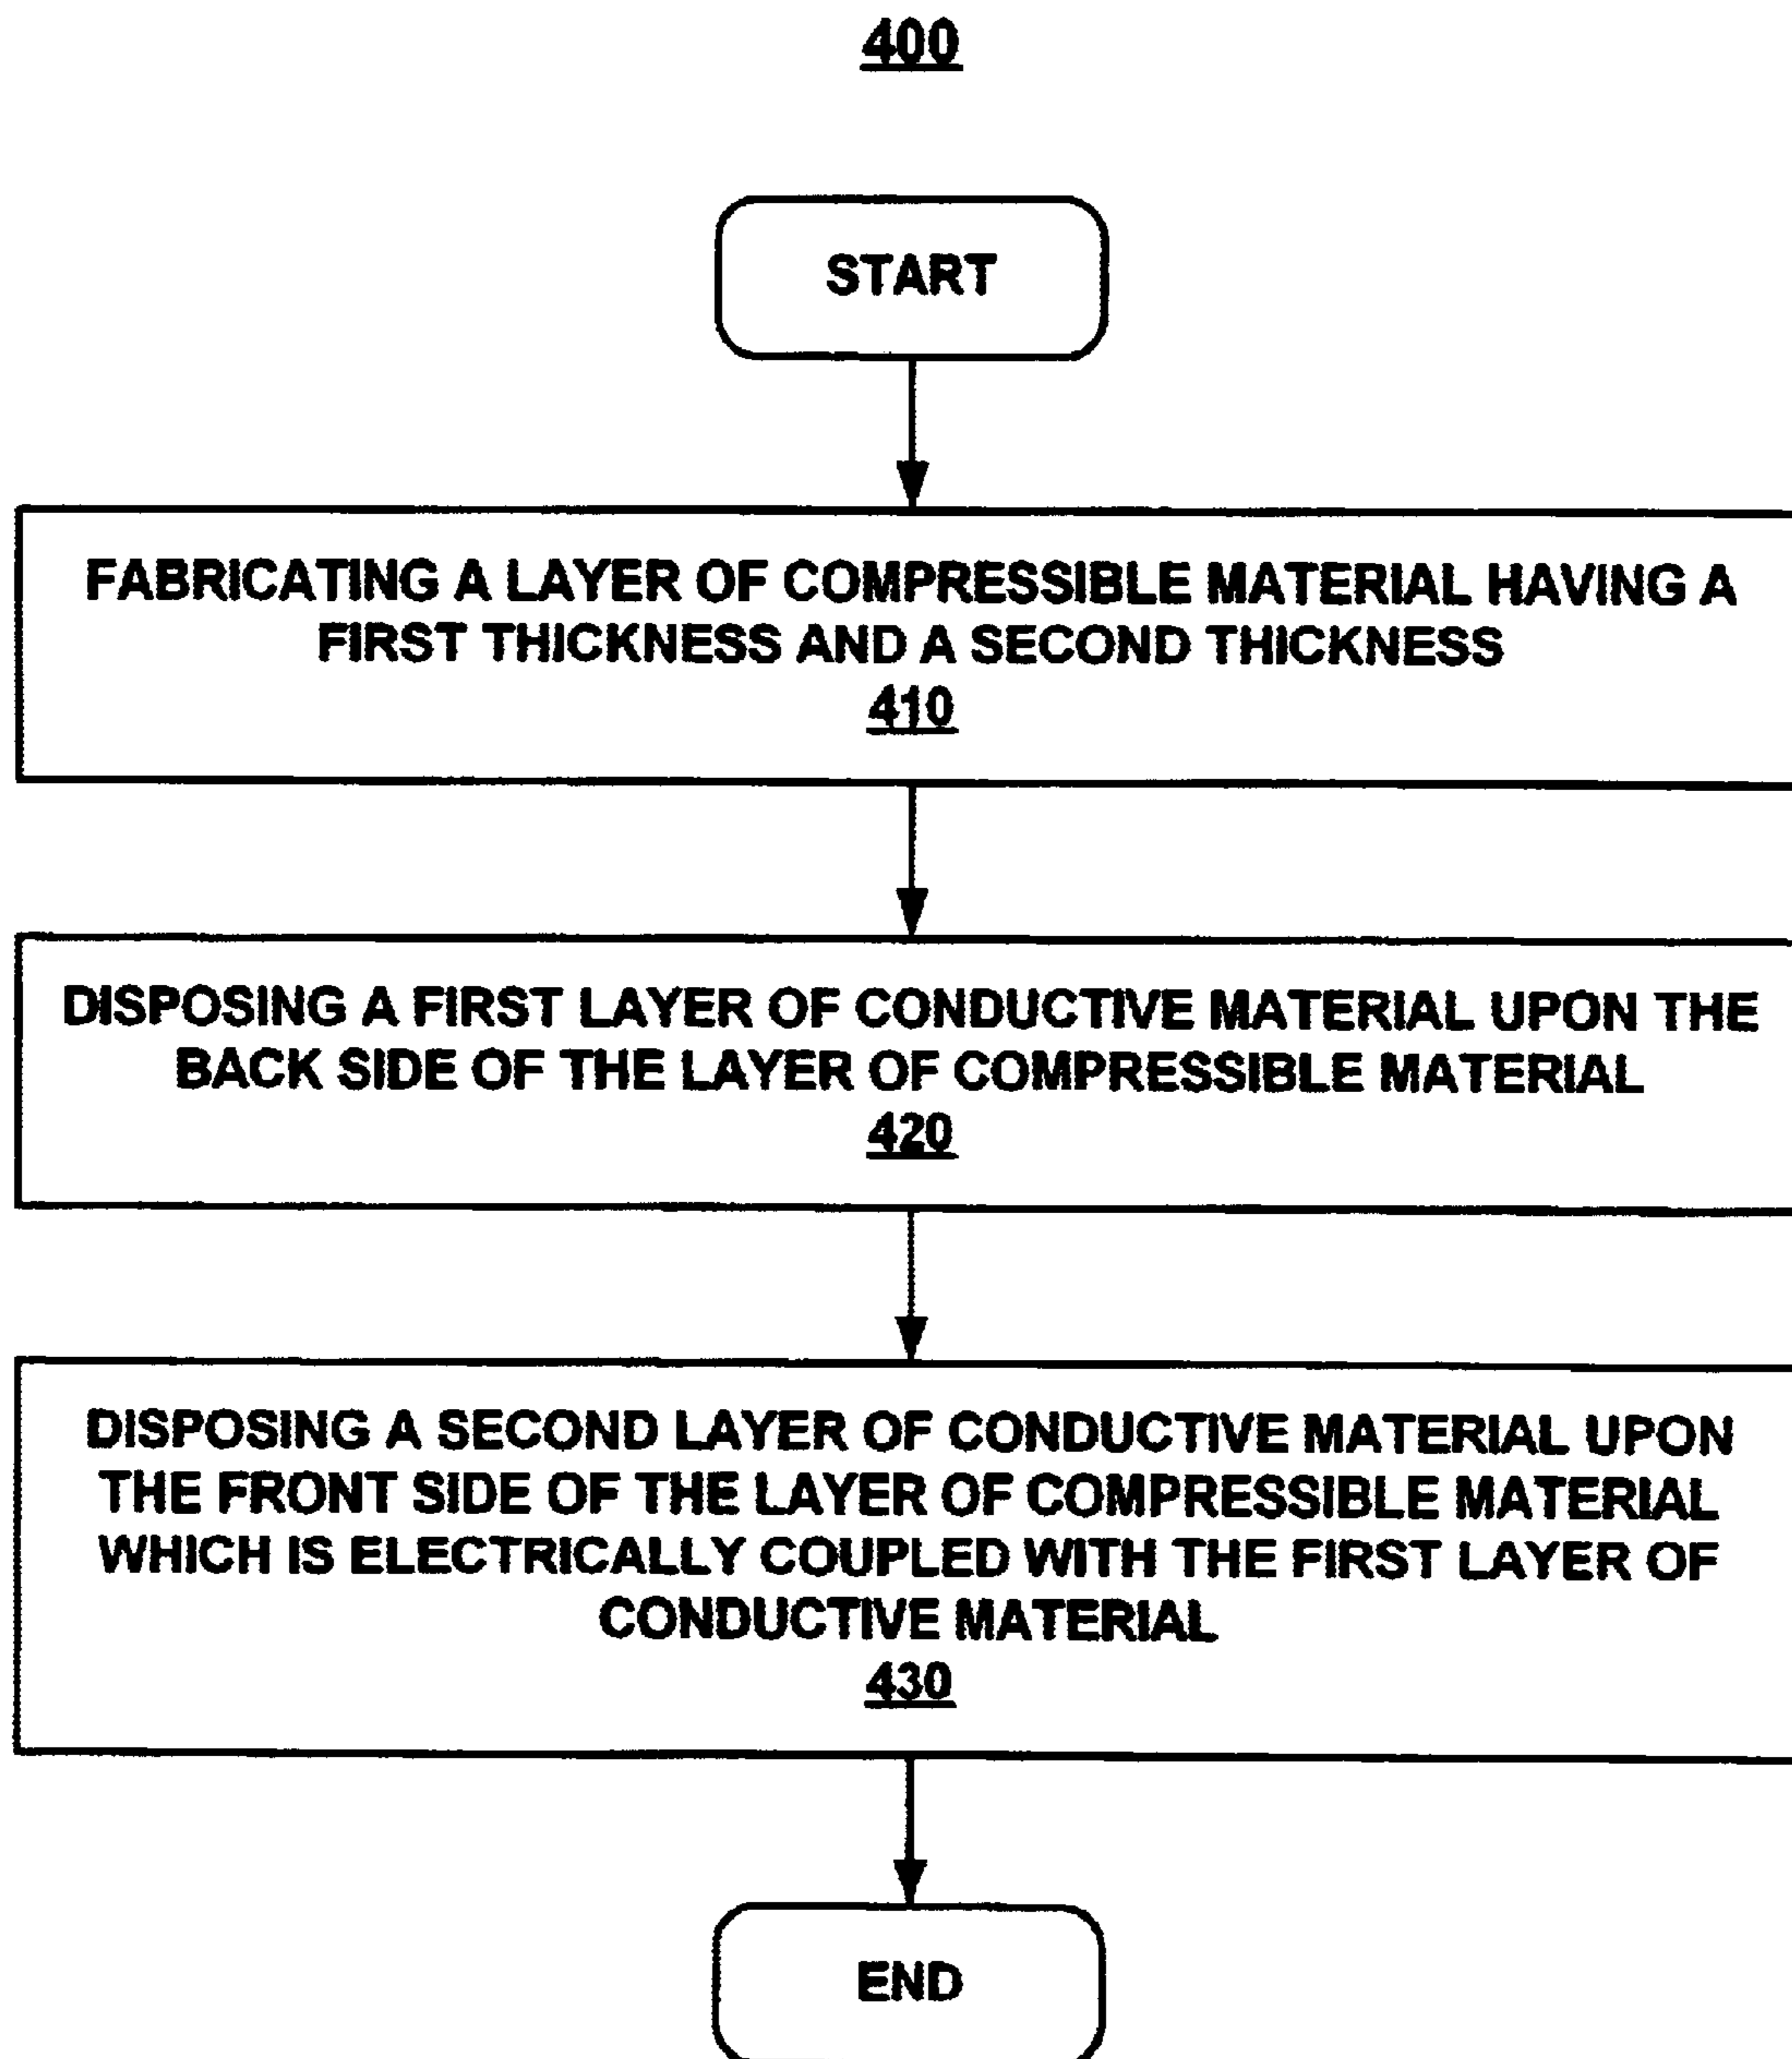 400
START
FABRICATING A LAYER OF COMPRESSIBLE MATERIAL HAVING A
FIRST THICKNESS AND A SECOND THICKNESS
410
DISPOSING A FIRST LAYER OF CONDUCTIVE MATERIAL UPON THE
BACK SIDE OF THE LAYER OF COMPRESSIBLE MATERIAL
420
DISPOSING A SECOND LAYER OF CONDUCTIVE MATERIAL UPON
THE FRONT SIDE OF THE LAYER OF COMPRESSIBLE MATERIAL
WHICH IS ELECTRICALLY COUPLED WITH THE FIRST LAYER OF
CONDUCTIVE MATERIAL
430
END